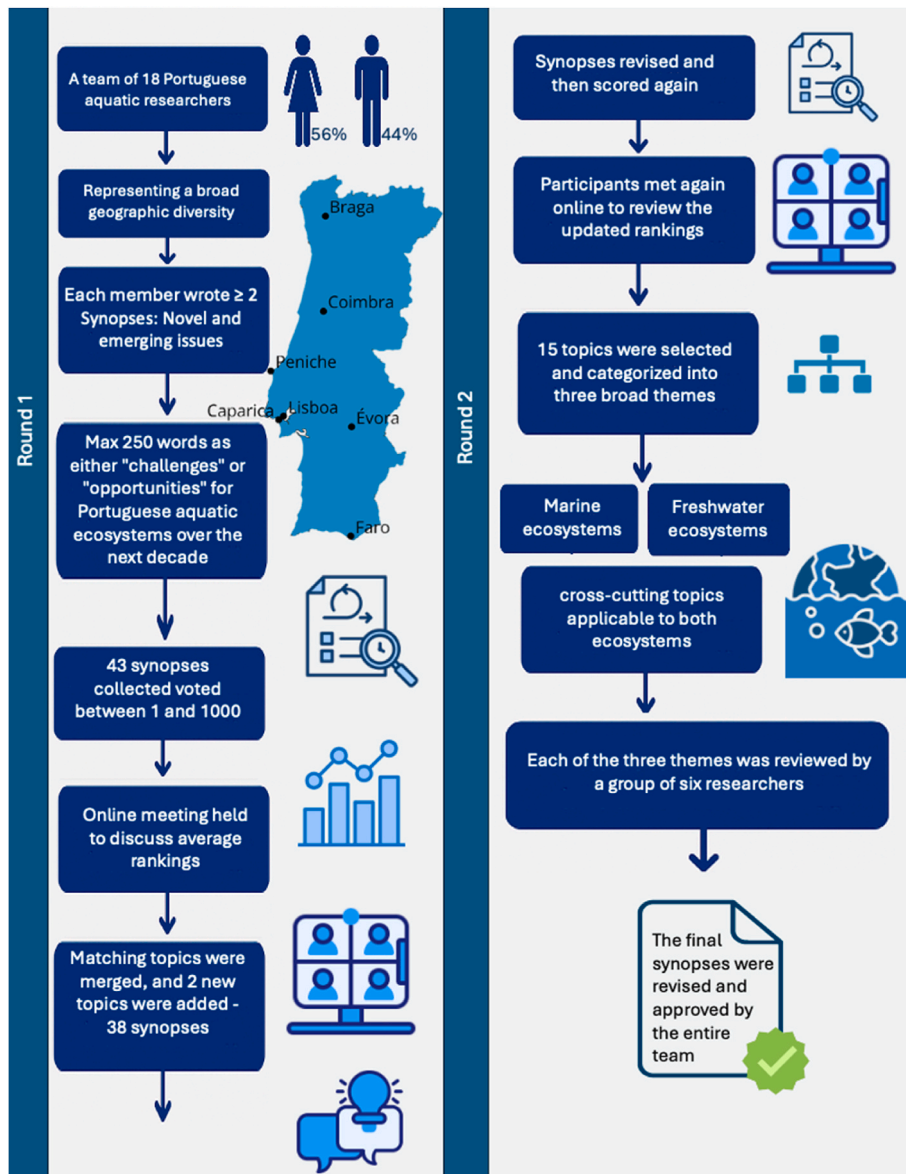 Round 1
A team of 18 Portuguese
aquatic researchers
56%
44%
Representing a broad
geographic diversity
Each member wrote ≥ 2
Synopses: Novel and
emerging issues
Braga
Coimbra
Peniche
Caparica
Lisboa
Évora
Faro
Max 250 words as
either "challenges" or
"opportunities" for
Portuguese aquatic
ecosystems over the
next decade
43 synopses
collected voted
between 1 and 1000
Online meeting held
to discuss average
rankings
Matching topics were
merged, and 2 new
topics were added -
38 synopses
Round 2
Synopses revised and
then scored again
Participants met again
online to review the
updated rankings
15 topics were selected
and categorized into
three broad themes
Marine
ecosystems
Freshwater
ecosystems
cross-cutting topics
applicable to both
ecosystems
Each of the three themes was reviewed by
a group of six researchers
The final
synopses were
revised and
approved by
the entire
team